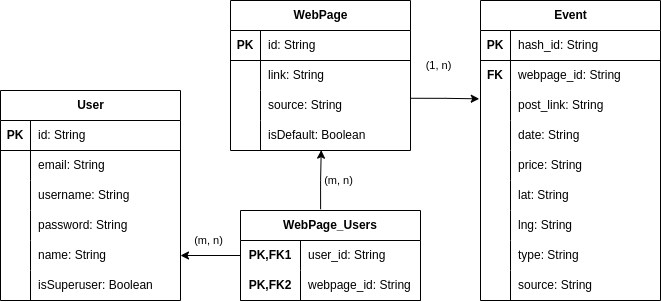 WebPage
PK id: String
link: String
source: String
isDefault: Boolean
(1, n)
Event
PK hash_id: String
FK webpage_id: String
post_link: String
date: String
price: String
lat: String
lng: String
type: String
source: String
User
PK id: String
email: String
username: String
password: String
name: String
isSuperuser: Boolean
(m, n)
(m, n)
WebPage_Users
PK,FK1 user_id: String
PK,FK2 webpage_id: String